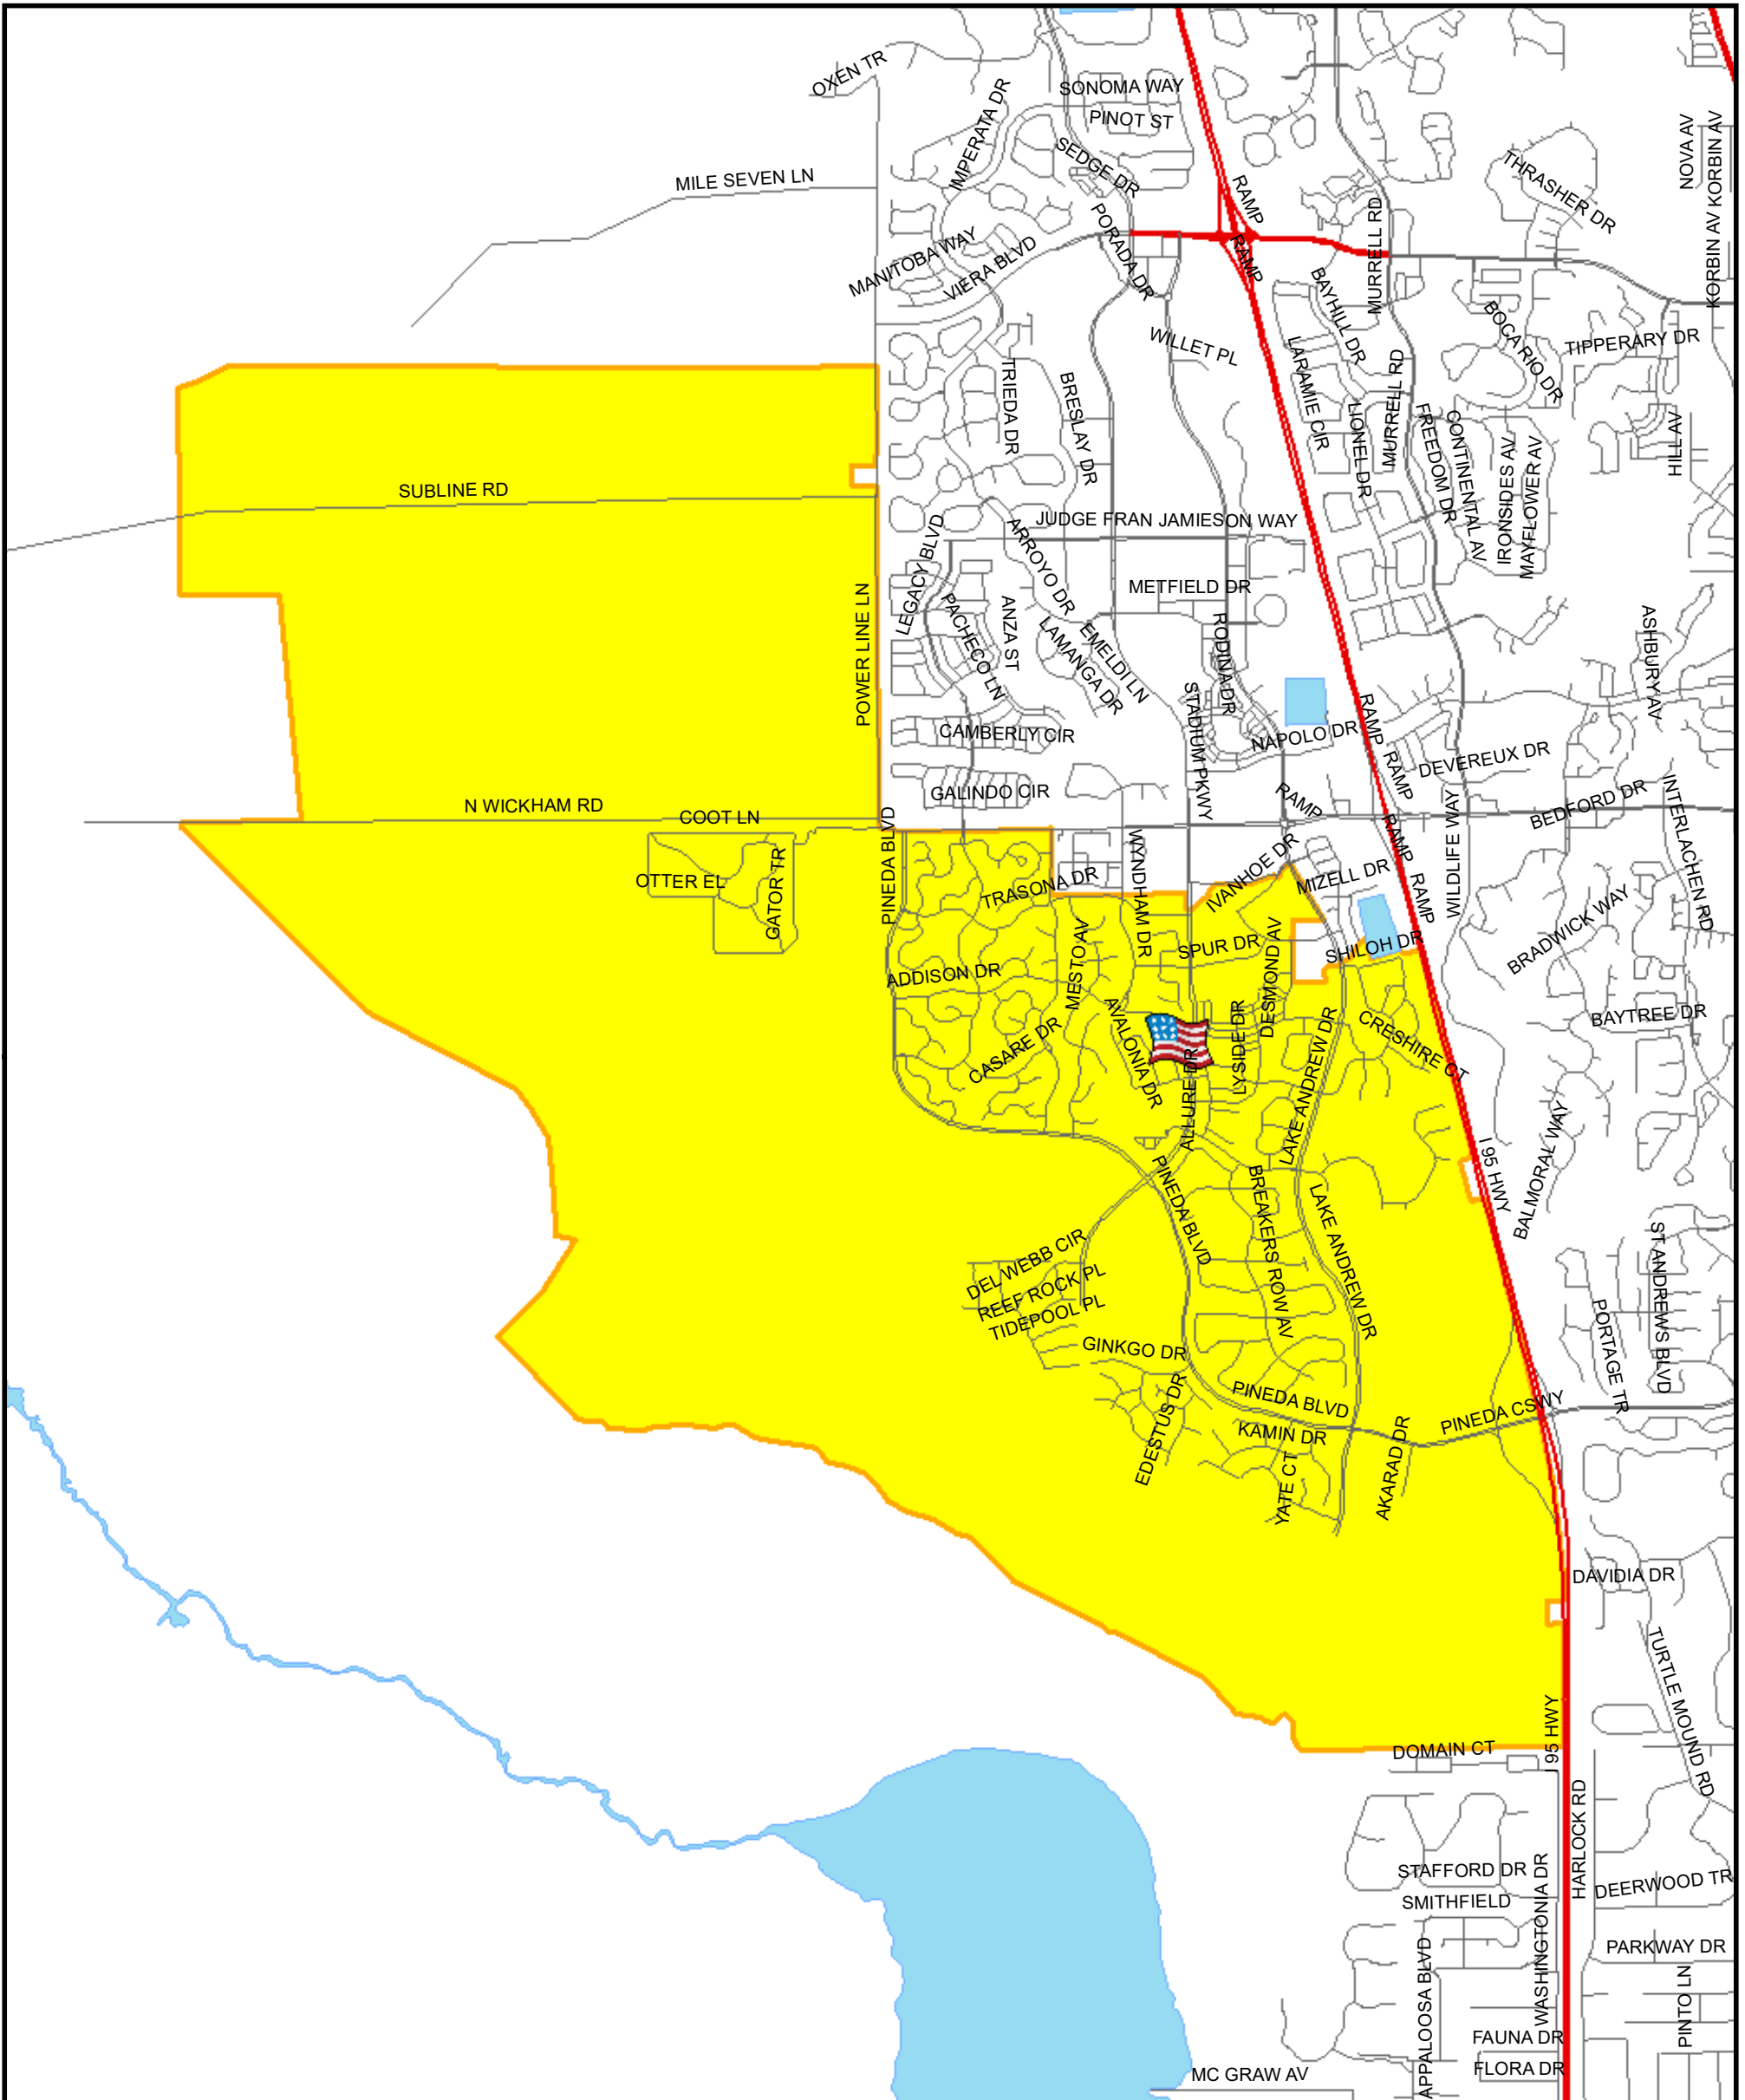 OXEN TR
SONOMA WAY
PINOT ST
IMPERATA DR
SEDGE DR
MILE SEVEN LN
RAMP
THRASHER DR
NOVA AV
KORBIN AV
KORBIN AV
MURRELL RD
PORADA DR
RAMP
MANITOBA WAY
VIERA BLVD
BAYHILL DR
BOCA RIO DR
TIPPERARY DR
WILLET PL
LARAMIE CIR
TRIEDA DR
BRESLAY DR
MURRELL RD
LIONEL DR
FREEDOM DR
CONTINENTAL AV
IRONSIDES AV
MAYFLOWER AV
HILL AV
SUBLINE RD
JUDGE FRAN JAMIESON WAY
LEGACY BLVD
ARROYO DR
METFIELD DR
POWER LINE LN
PACHECO LN
ANZA ST
LAMANGA DR
EMELDI LN
RODINA DR
ASHBURY AV
STADIUM PKWY
CAMBERLY CIR
NAPOLO DR
RAMP
RAMP
DEVEREUX DR
GALINDO CIR
RAMP
N WICKHAM RD
COOT LN
BEDFORD DR
INTERLACHEN RD
PINEDA BLVD
WYNDHAM DR
IVANHOE DR
RAMP
WILDLIFE WAY
OTTER EL
GATOR TR
TRASONA DR
MIZELL DR
RAMP
BRADWICK WAY
MESTO AV
SPUR DR
DESMOND AV
SHILOH DR
ADDISON DR
CASARE DR
AVALONIA DR
LYSIDE DR
LAKE ANDREW DR
CRESHIRE CT
BAYTREE DR
ALLURE DR
I 95 HWY
BALMORAL WAY
PINEDA BLVD
BREAKERS ROW AV
LAKE ANDREW DR
DEL WEBB CIR
REEF ROCK PL
TIDEPOOL PL
ST ANDREWS BLVD
PORTAGE TR
GINKGO DR
EDESTUS DR
PINEDA BLVD
PINEDA CSWY
KAMIN DR
YATE CT
AKARAD DR
DAVIDIA DR
TURTLE MOUND RD
I 95 HWY
DOMAIN CT
HARLOCK RD
STAFFORD DR
SMITHFIELD
WASHINGTONIA DR
DEERWOOD TR
APPALOOSA BLVD
PARKWAY DR
PINTO LN
FAUNA DR
FLORA DR
MC GRAW AV